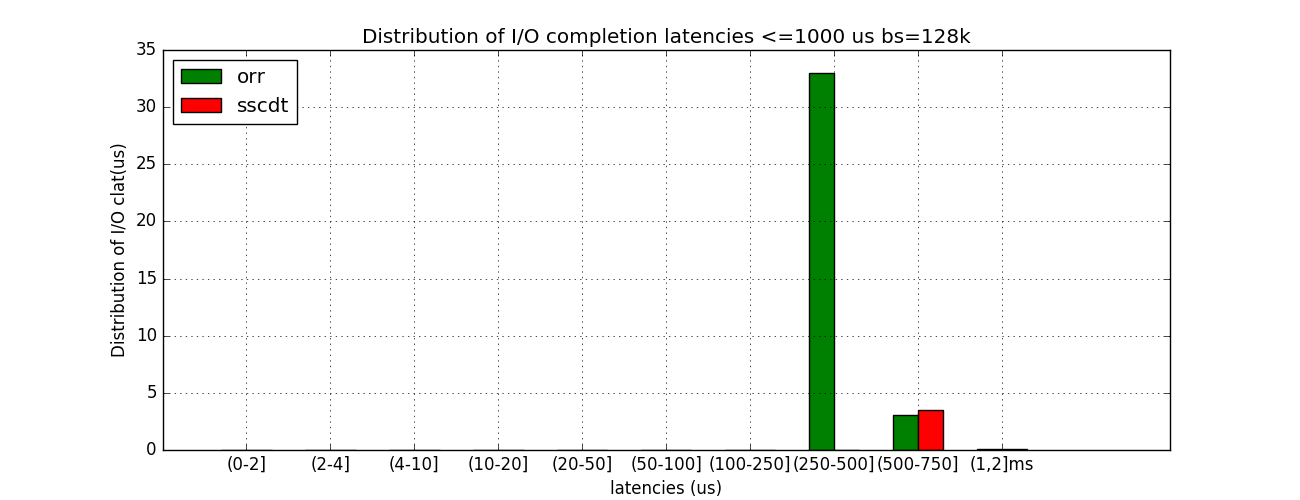 Distribution of I/O completion latencies <=1000 us bs=128k
35
30
25
20
15
10
5
0
Distribution of I/O clat(us)
orr
sscdt
(0-2] (2-4] (4-10] (10-20] (20-50] (50-100] (100-250] (250-500] (500-750] (1,2]ms
latencies (us)